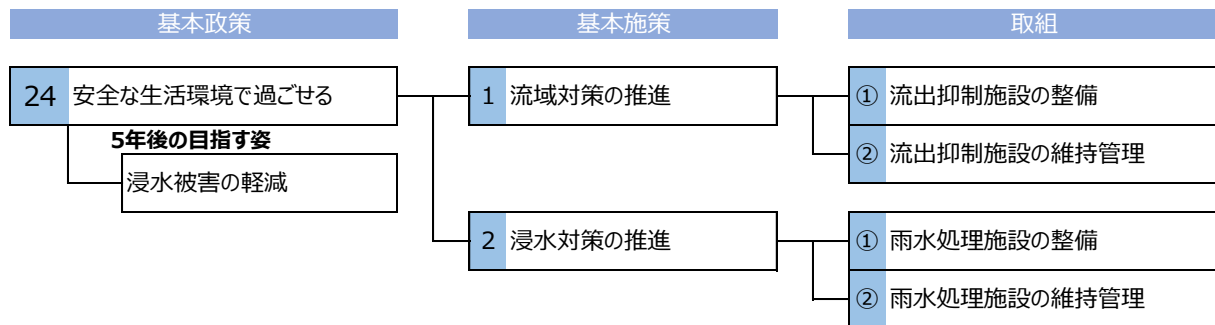 基本政策
基本施策
取組
24 安全な生活環境で過ごせる
5年後の目指す姿
浸水被害の軽減
1 流域対策の推進
① 流出抑制施設の整備
② 流出抑制施設の維持管理
2 浸水対策の推進
① 雨水処理施設の整備
② 雨水処理施設の維持管理